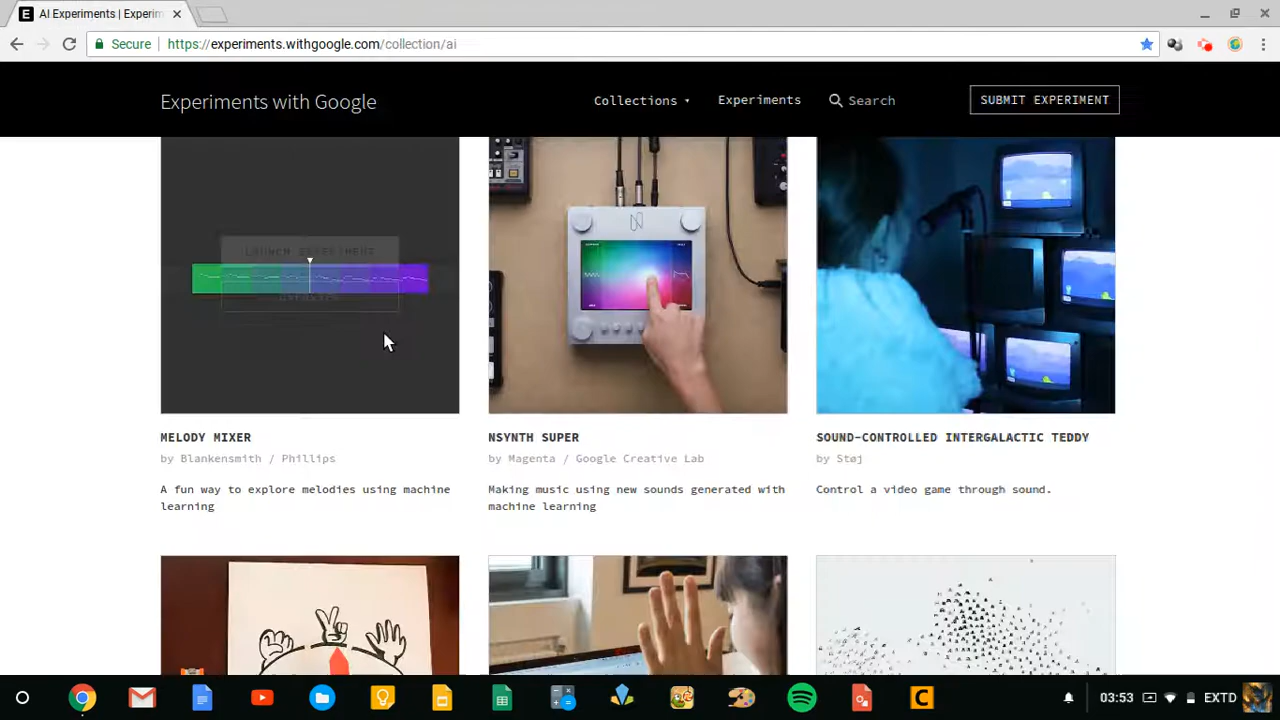 AI Experiments | Experim
Secure
https://experiments.withgoogle.com/collection/ai
Experiments with Google
Collections
Experiments
Search
SUBMIT EXPERIMENT
LAUNCH EXPERIMENT
MELODY MIXER
by Blankensmith / Phillips
A fun way to explore melodies using machine
learning
NSYNTH SUPER
by Magenta / Google Creative Lab
Making music using new sounds generated with
machine learning
SOUND-CONTROLLED INTERGALACTIC TEDDY
by Støj
Control a video game through sound.
03:53
EXTD